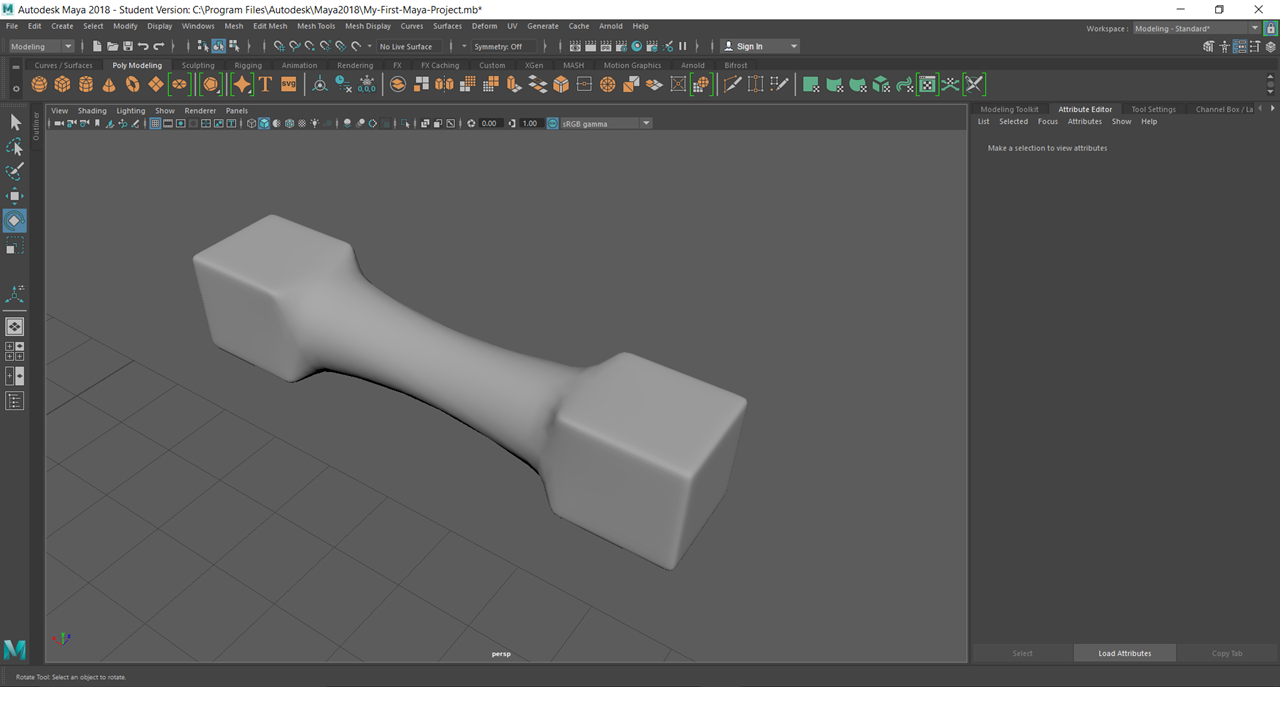 Autodesk Maya 2018 - Student Version: C:\Program Files\Autodesk\Maya2018\My-First-Maya-Project.mb*
File Edit Create Select Modify Display Windows Mesh Edit Mesh Mesh Tools Mesh Display Curves Surfaces Deform UV Generate Cache Arnold Help
Workspace : Modeling - Standard*
Modeling No Live Surface Symmetry: Off Sign In
Curves / Surfaces Poly Modeling Sculpting Rigging Animation Rendering FX FX Caching Custom XGen MASH Motion Graphics Arnold Bifrost
T SVG 0,0,0
Outliner
View Shading Lighting Show Renderer Panels
0.00 1.00 sRGB gamma
Modeling Toolkit Attribute Editor Tool Settings Channel Box / La
List Selected Focus Attributes Show Help
Make a selection to view attributes
persp
Select Load Attributes Copy Tab
Rotate Tool: Select an object to rotate.